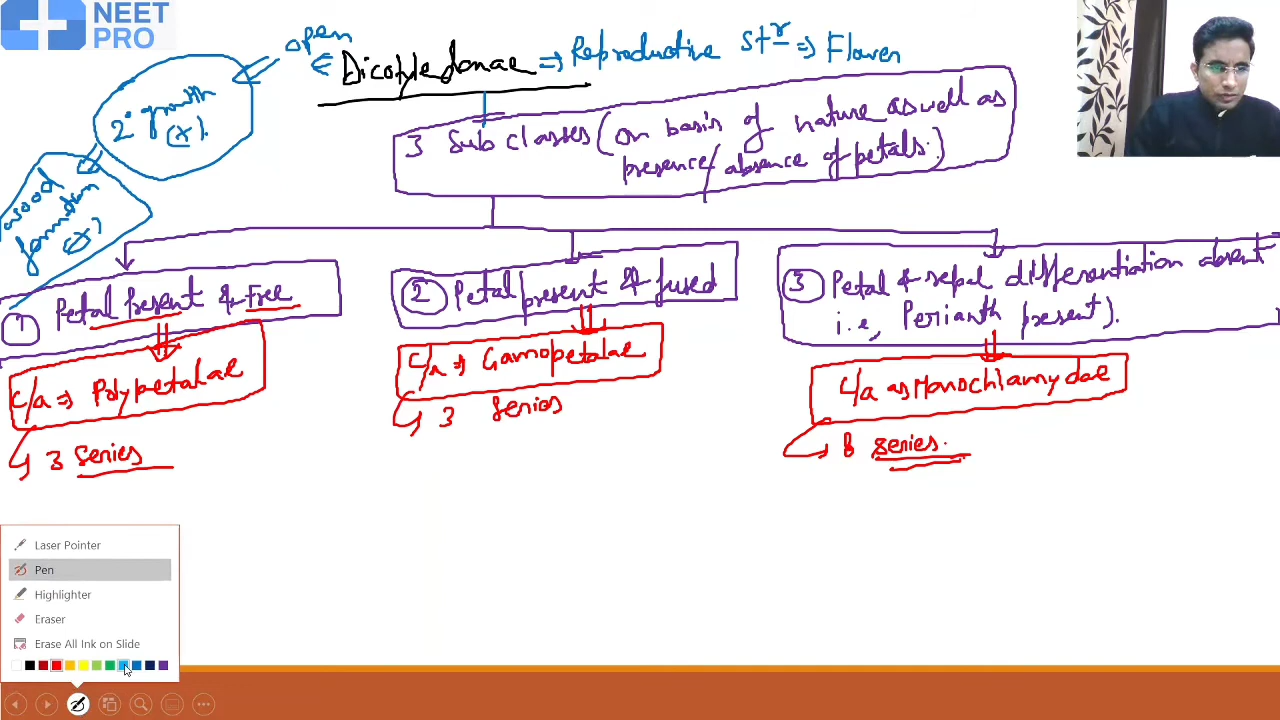 NEET
PRO
open
⇐ Dicotyledonae ⇒ Reproductive Str ⇒ Flower
2° growth
(x).
wood
formation
(x)
3 Sub classes (on basis of nature as well as
presence/absence of petals.)
① Petal Present & Free
② Petal present & fused
③ Petal & sepal differentiation absent
i.e, Perianth present).
C/a ⇒ Polypetalae
C/a ⇒ Gamopetalae
C/a as Monochlamydae
3 Series
3 Series
8 series.
Laser Pointer
Pen
Highlighter
Eraser
Erase All Ink on Slide